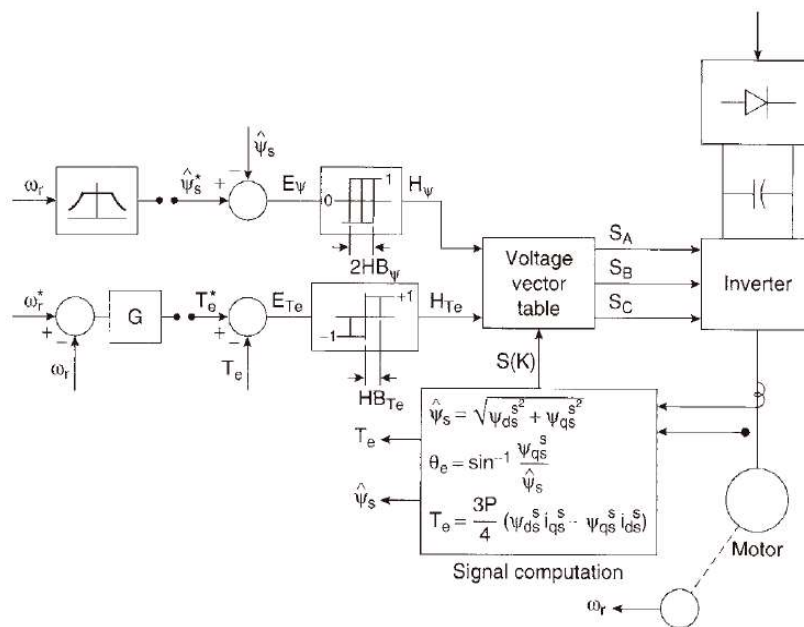 ω_r
ψ̂_s*
+
−
ψ̂_s
E_ψ
0
1
H_ψ
2HB_ψ
ω_r*
+
−
ω_r
G
T_e*
+
−
T_e
E_Te
−1
+1
H_Te
HB_Te
Voltage
vector
table
S_A
S_B
S_C
Inverter
S(K)
T_e
ψ̂_s
ψ̂_s = √(ψ_ds^s² + ψ_qs^s²)
θ_e = sin⁻¹ ψ_qs^s / ψ̂_s
T_e = 3P/4 (ψ_ds^s i_qs^s - ψ_qs^s i_ds^s)
Signal computation
Motor
ω_r